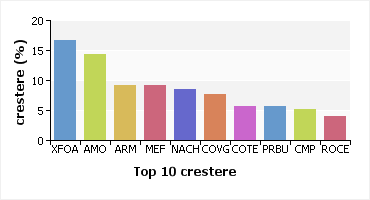 crestere (%)
20
15
10
5
0
XFOA AMO ARM MEF NACH COVG COTE PRBU CMP ROCE
Top 10 crestere